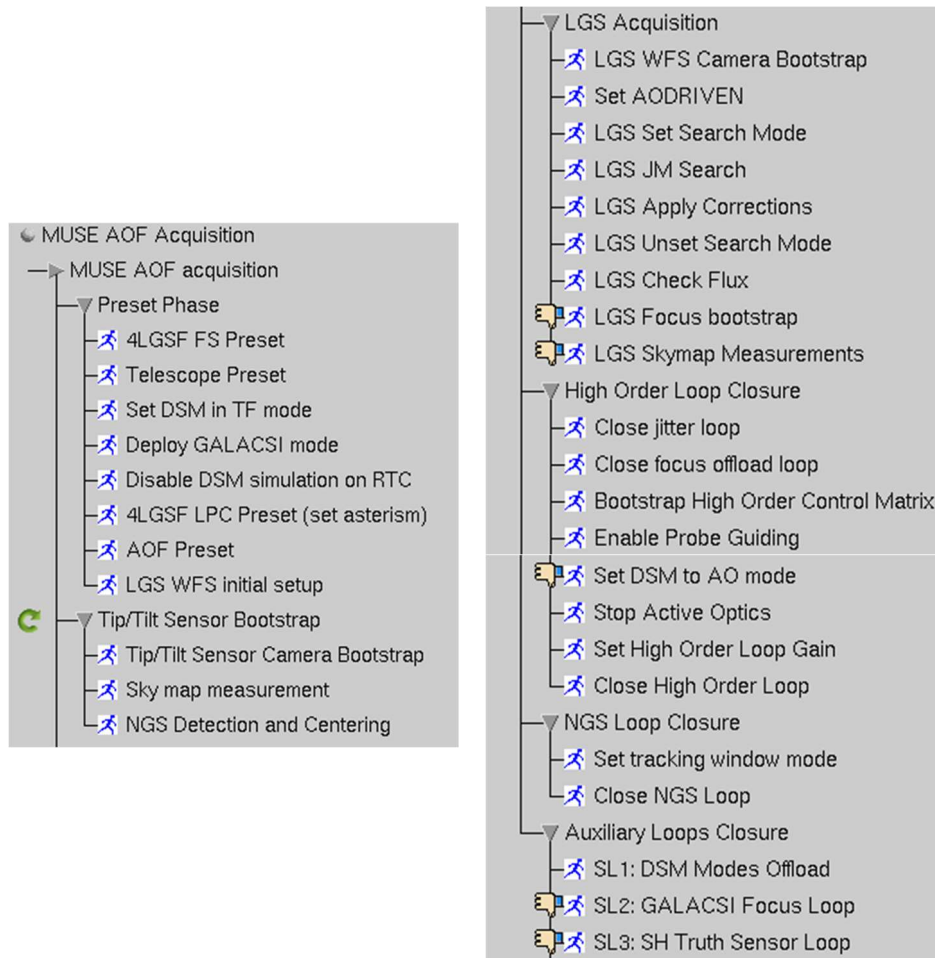 MUSE AOF Acquisition
MUSE AOF acquisition
Preset Phase
4LGSF FS Preset
Telescope Preset
Set DSM in TF mode
Deploy GALACSI mode
Disable DSM simulation on RTC
4LGSF LPC Preset (set asterism)
AOF Preset
LGS WFS initial setup
Tip/Tilt Sensor Bootstrap
Tip/Tilt Sensor Camera Bootstrap
Sky map measurement
NGS Detection and Centering
LGS Acquisition
LGS WFS Camera Bootstrap
Set AODRIVEN
LGS Set Search Mode
LGS JM Search
LGS Apply Corrections
LGS Unset Search Mode
LGS Check Flux
LGS Focus bootstrap
LGS Skymap Measurements
High Order Loop Closure
Close jitter loop
Close focus offload loop
Bootstrap High Order Control Matrix
Enable Probe Guiding
Set DSM to AO mode
Stop Active Optics
Set High Order Loop Gain
Close High Order Loop
NGS Loop Closure
Set tracking window mode
Close NGS Loop
Auxiliary Loops Closure
SL1: DSM Modes Offload
SL2: GALACSI Focus Loop
SL3: SH Truth Sensor Loop